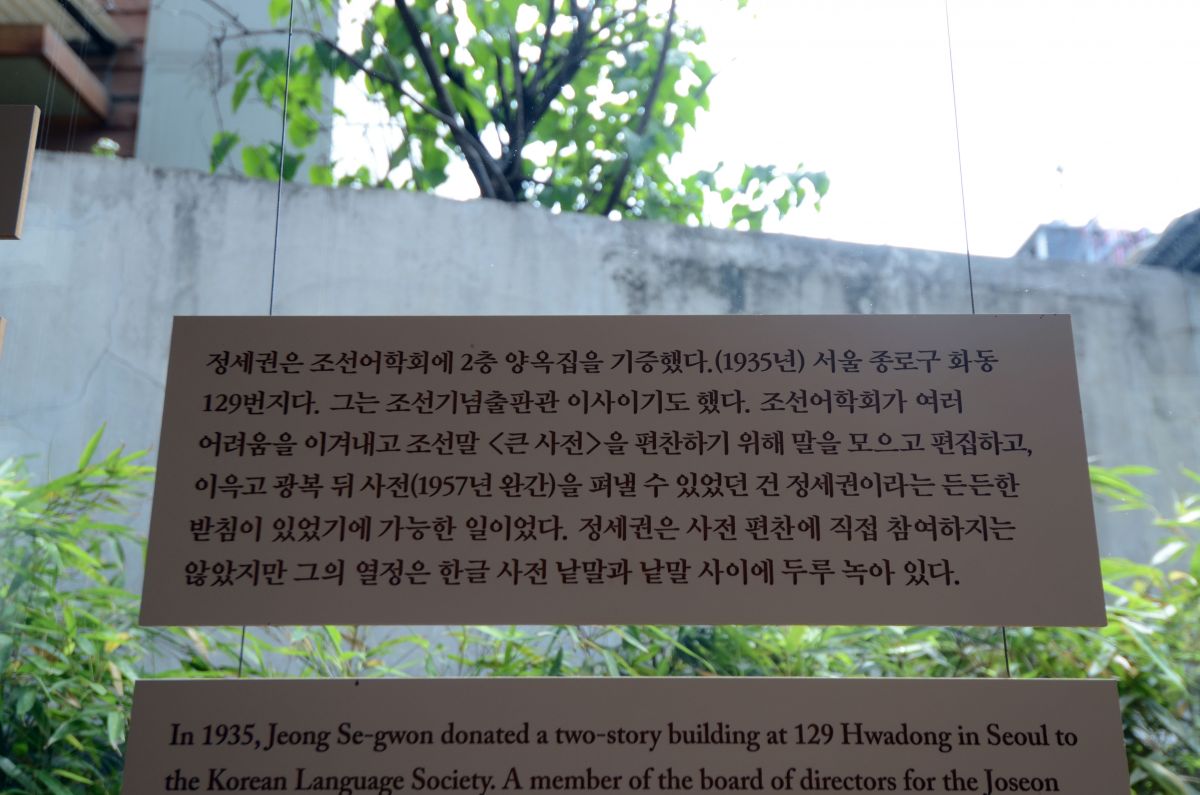 정세권은 조선어학회에 2층 양옥집을 기증했다.(1935년) 서울 종로구 화동
129번지다. 그는 조선기념출판관 이사이기도 했다. 조선어학회가 여러
어려움을 이겨내고 조선말 <큰 사전>을 편찬하기 위해 말을 모으고 편집하고,
이윽고 광복 뒤 사전(1957년 완간)을 펴낼 수 있었던 건 정세권이라는 든든한
받침이 있었기에 가능한 일이었다. 정세권은 사전 편찬에 직접 참여하지는
않았지만 그의 열정은 한글 사전 낱말과 낱말 사이에 두루 녹아 있다.
In 1935, Jeong Se-gwon donated a two-story building at 129 Hwadong in Seoul to
the Korean Language Society. A member of the board of directors for the Joseon